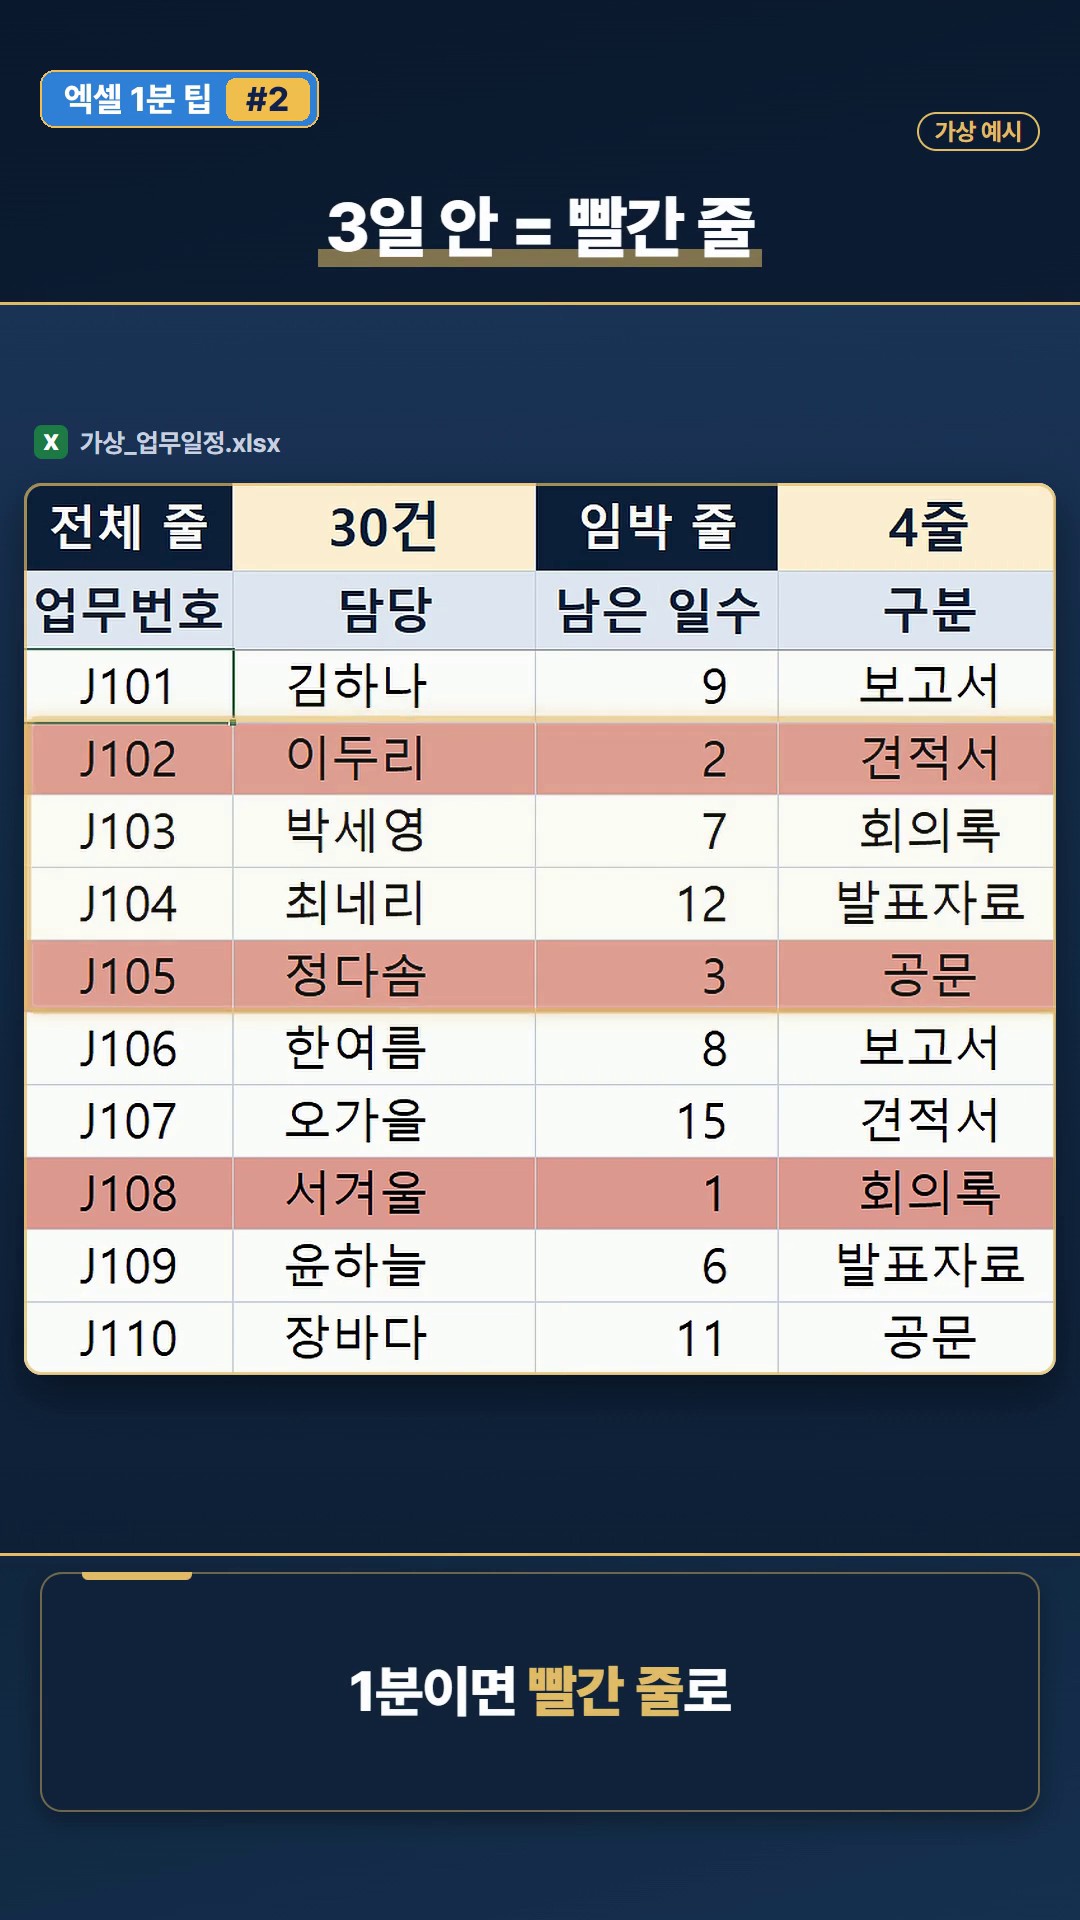 엑셀 1분 팁 #2
가상 예시
3일 안 = 빨간 줄
X 가상_업무일정.xlsx
전체 줄 30건 임박 줄 4줄
업무번호 담당 남은 일수 구분
J101 김하나 9 보고서
J102 이두리 2 견적서
J103 박세영 7 회의록
J104 최네리 12 발표자료
J105 정다솜 3 공문
J106 한여름 8 보고서
J107 오가을 15 견적서
J108 서겨울 1 회의록
J109 윤하늘 6 발표자료
J110 장바다 11 공문
1분이면 빨간 줄로